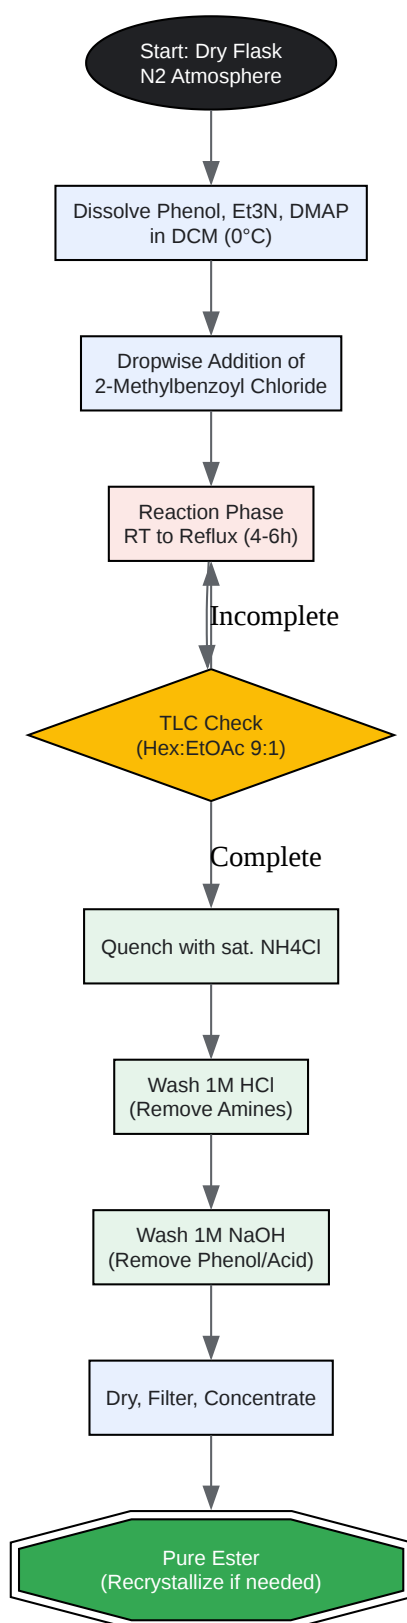 Start: Dry Flask
N2 Atmosphere
Dissolve Phenol, Et3N, DMAP
in DCM (0°C)
Dropwise Addition of
2-Methylbenzoyl Chloride
Reaction Phase
RT to Reflux (4-6h)
Incomplete
TLC Check
(Hex:EtOAc 9:1)
Complete
Quench with sat. NH4Cl
Wash 1M HCl
(Remove Amines)
Wash 1M NaOH
(Remove Phenol/Acid)
Dry, Filter, Concentrate
Pure Ester
(Recrystallize if needed)